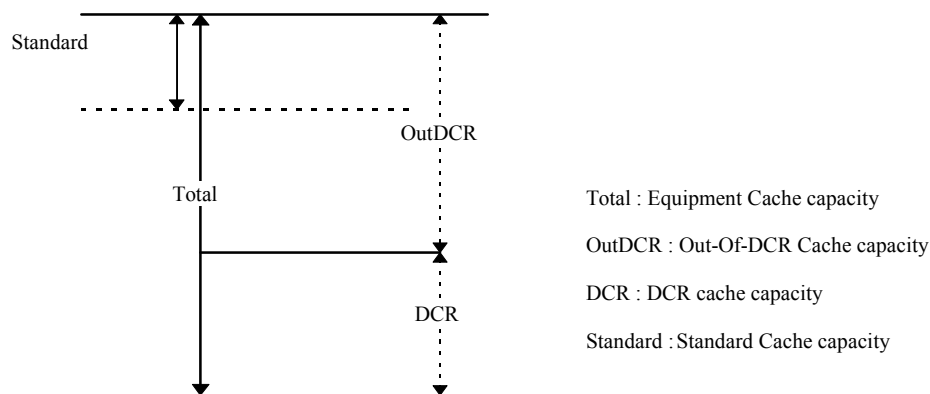 Standard
OutDCR
Total
DCR
Total : Equipment Cache capacity
OutDCR : Out-Of-DCR Cache capacity
DCR : DCR cache capacity
Standard : Standard Cache capacity